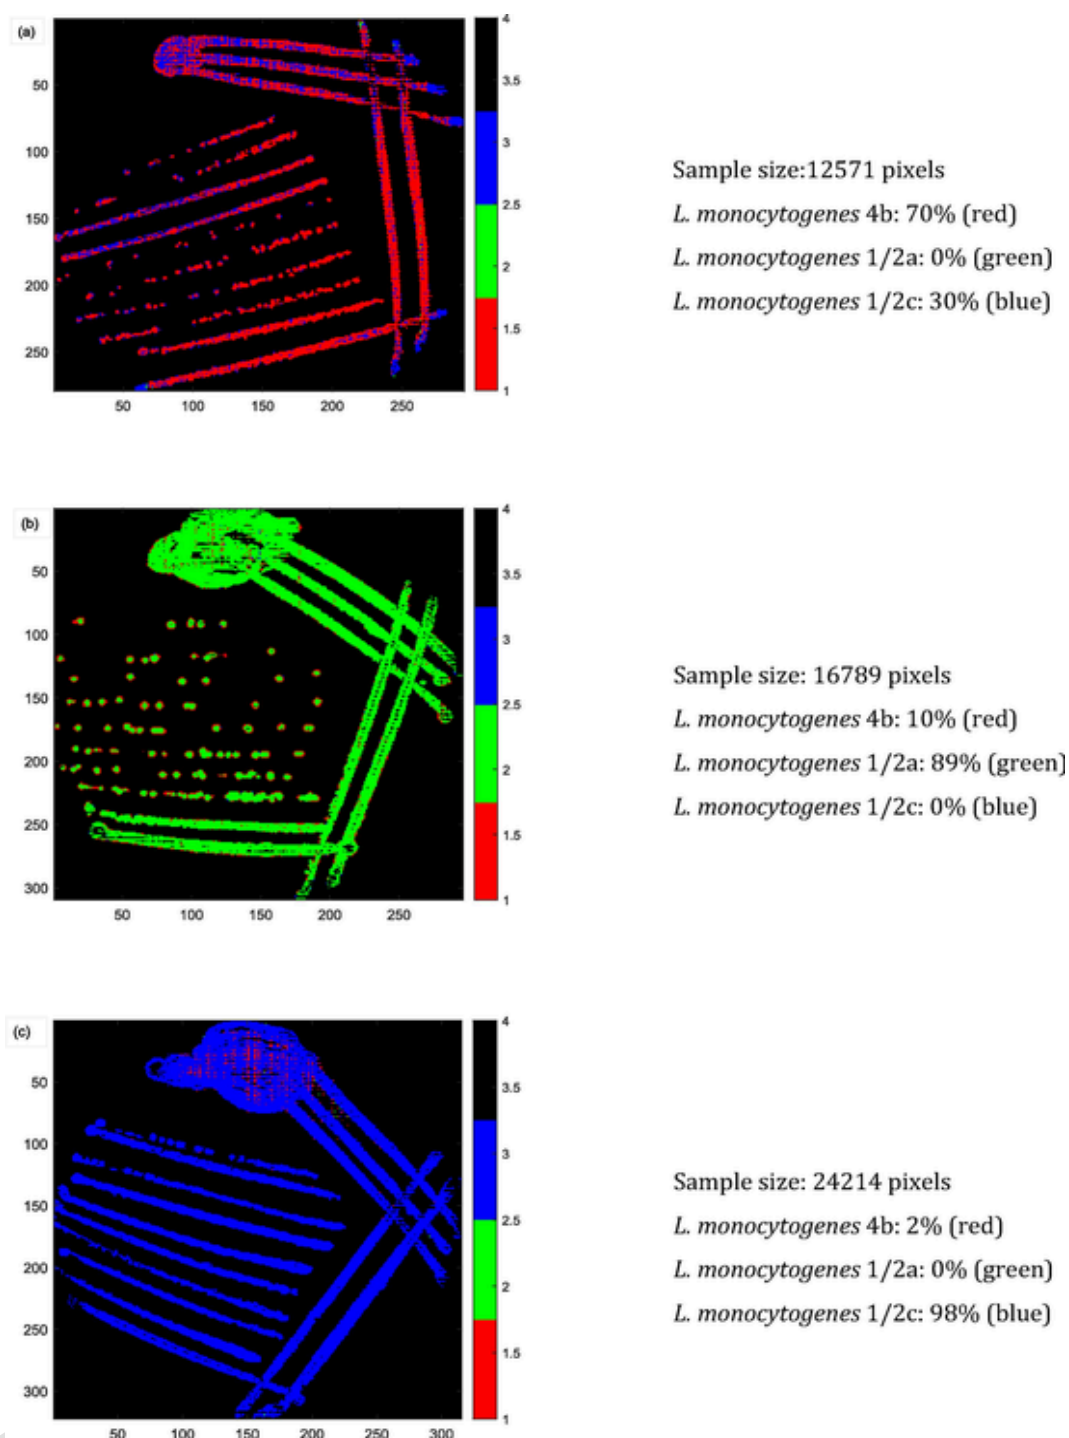 (a)
4
3.5
3
2.5
2
1.5
1
50
100
150
200
250
50 100 150 200 250
Sample size:12571 pixels
L. monocytogenes 4b: 70% (red)
L. monocytogenes 1/2a: 0% (green)
L. monocytogenes 1/2c: 30% (blue)
(b)
4
3.5
3
2.5
2
1.5
1
50
100
150
200
250
300
50 100 150 200 250
Sample size: 16789 pixels
L. monocytogenes 4b: 10% (red)
L. monocytogenes 1/2a: 89% (green)
L. monocytogenes 1/2c: 0% (blue)
(c)
4
3.5
3
2.5
2
1.5
1
50
100
150
200
250
300
50 100 150 200 250 300
Sample size: 24214 pixels
L. monocytogenes 4b: 2% (red)
L. monocytogenes 1/2a: 0% (green)
L. monocytogenes 1/2c: 98% (blue)